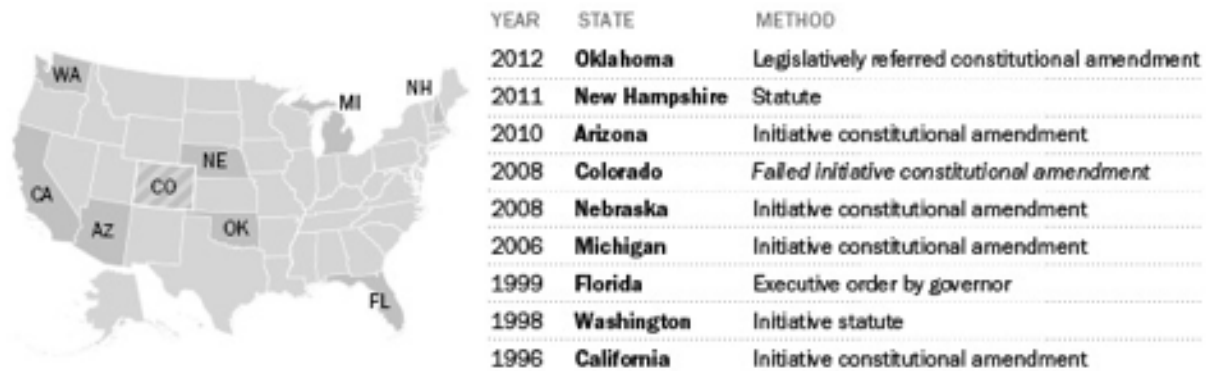 YEAR STATE METHOD
2012 Oklahoma Legislatively referred constitutional amendment
2011 New Hampshire Statute
2010 Arizona Initiative constitutional amendment
2008 Colorado Failed initiative constitutional amendment
2008 Nebraska Initiative constitutional amendment
2006 Michigan Initiative constitutional amendment
1999 Florida Executive order by governor
1998 Washington Initiative statute
1996 California Initiative constitutional amendment
WA
NH
MI
NE
CO
CA
AZ
OK
FL